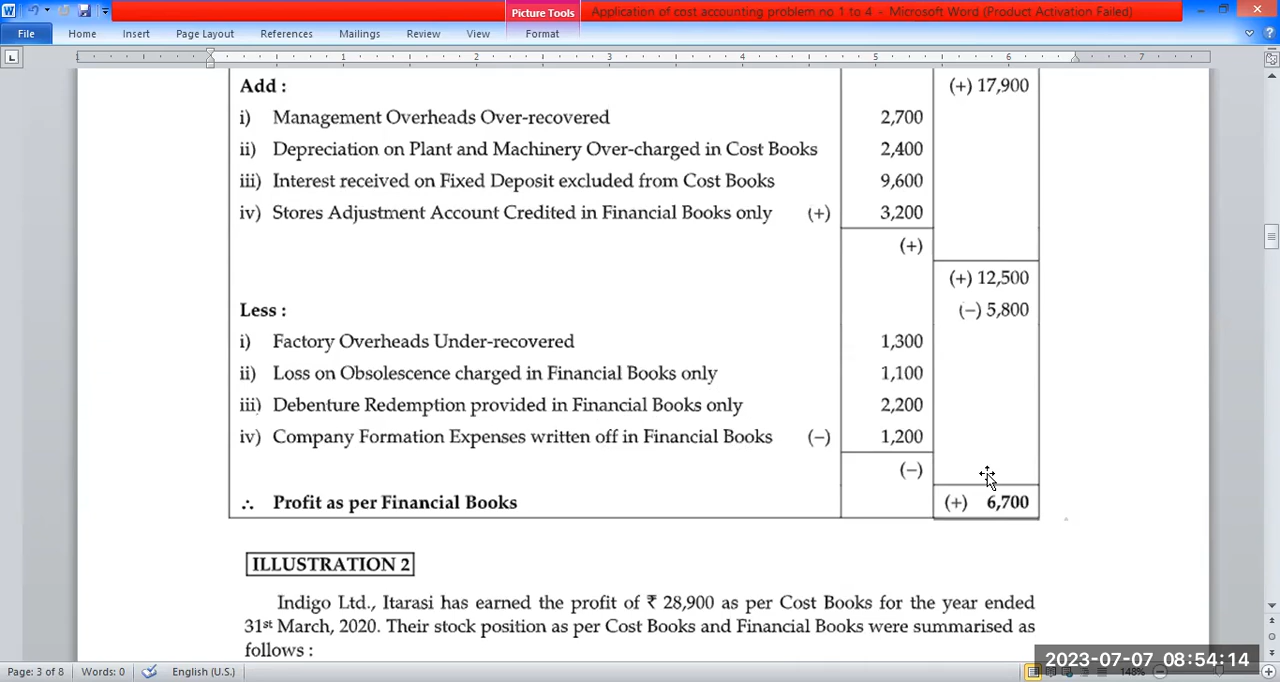 Picture Tools
Application of cost accounting problem no 1 to 4 - Microsoft Word (Product Activation Failed)
File Home Insert Page Layout References Mailings Review View Format
1 1 2 3 4 5 6 7
Add : (+) 17,900
i) Management Overheads Over-recovered 2,700
ii) Depreciation on Plant and Machinery Over-charged in Cost Books 2,400
iii) Interest received on Fixed Deposit excluded from Cost Books 9,600
iv) Stores Adjustment Account Credited in Financial Books only (+) 3,200
(+)
(+) 12,500
Less : (−) 5,800
i) Factory Overheads Under-recovered 1,300
ii) Loss on Obsolescence charged in Financial Books only 1,100
iii) Debenture Redemption provided in Financial Books only 2,200
iv) Company Formation Expenses written off in Financial Books (−) 1,200
(−)
∴ Profit as per Financial Books (+) 6,700
ILLUSTRATION 2
Indigo Ltd., Itarasi has earned the profit of ₹ 28,900 as per Cost Books for the year ended
31st March, 2020. Their stock position as per Cost Books and Financial Books were summarised as
follows :
Page: 3 of 8 Words: 0 English (U.S.) 148%
2023-07-07 08:54:14